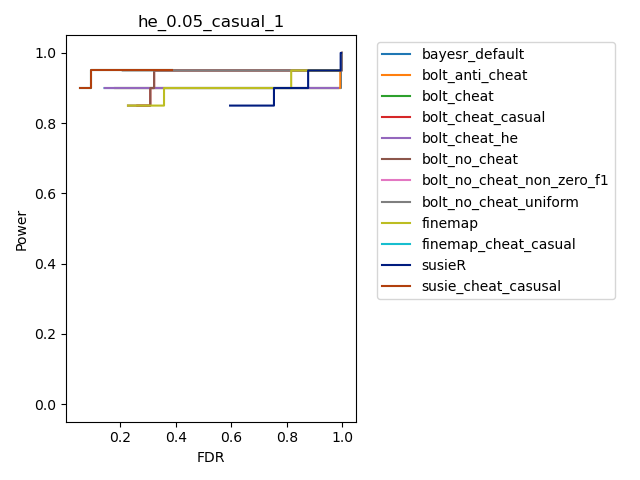 he_0.05_casual_1
1.0
0.8
0.6
0.4
0.2
0.0
Power
0.2
0.4
0.6
0.8
1.0
FDR
bayesr_default
bolt_anti_cheat
bolt_cheat
bolt_cheat_casual
bolt_cheat_he
bolt_no_cheat
bolt_no_cheat_non_zero_f1
bolt_no_cheat_uniform
finemap
finemap_cheat_casual
susieR
susie_cheat_casusal